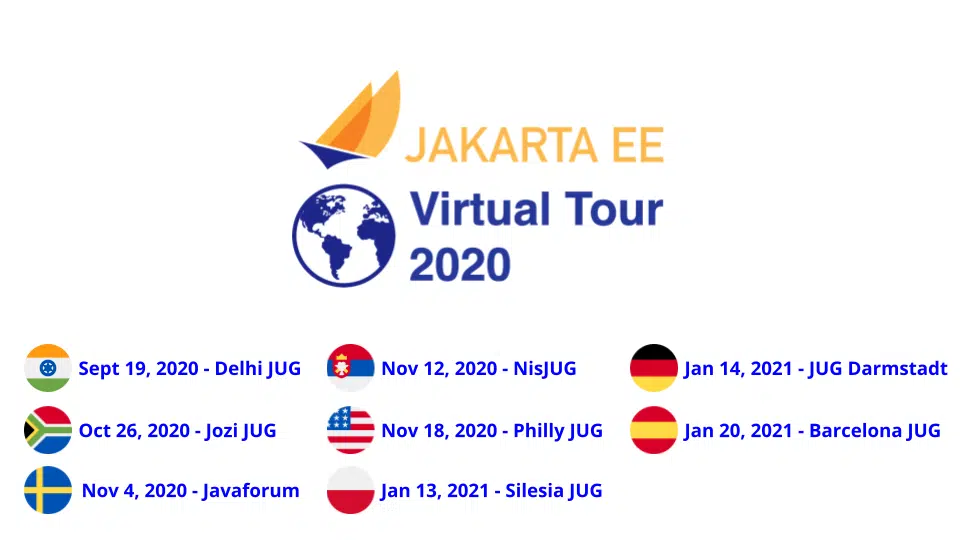 JAKARTA EE
Virtual Tour
2020
Sept 19, 2020 - Delhi JUG
Oct 26, 2020 - Jozi JUG
Nov 4, 2020 - Javaforum
Nov 12, 2020 - NisJUG
Nov 18, 2020 - Philly JUG
Jan 13, 2021 - Silesia JUG
Jan 14, 2021 - JUG Darmstadt
Jan 20, 2021 - Barcelona JUG